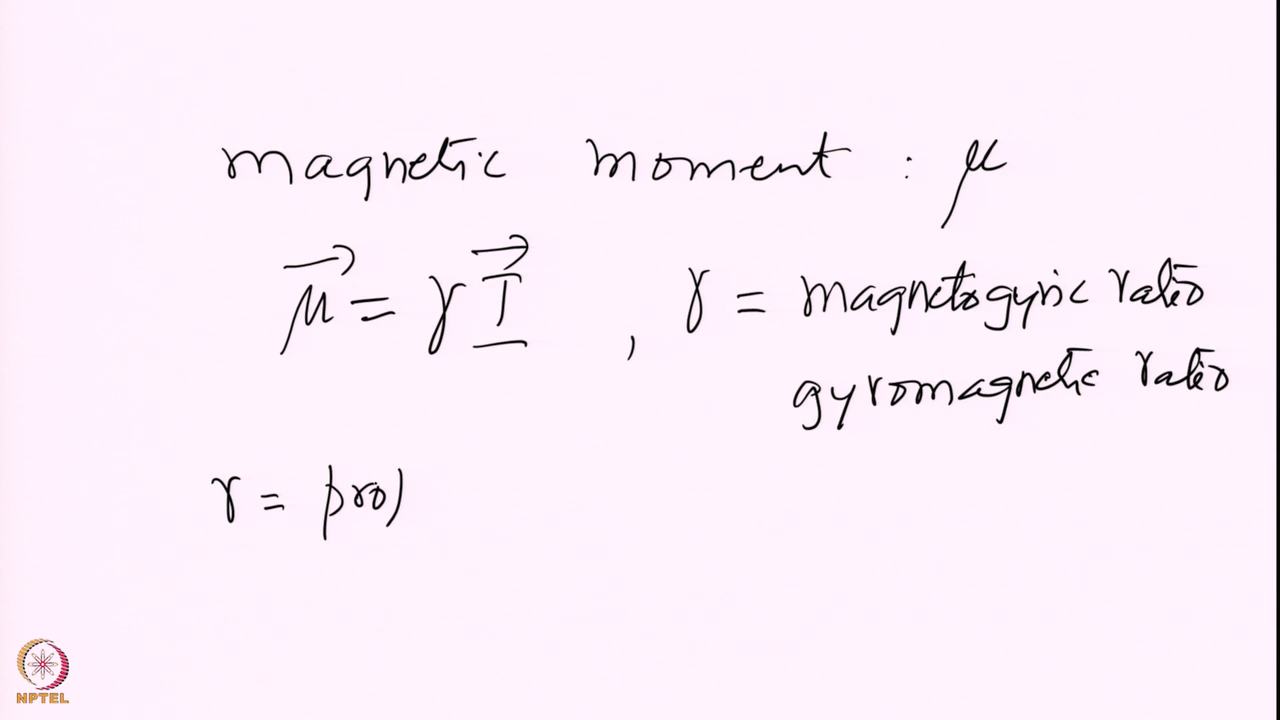 magnetic moment : μ
μ⃗ = γ I⃗ , γ = magnetogyric ratio
gyromagnetic ratio
γ = prop
NPTEL